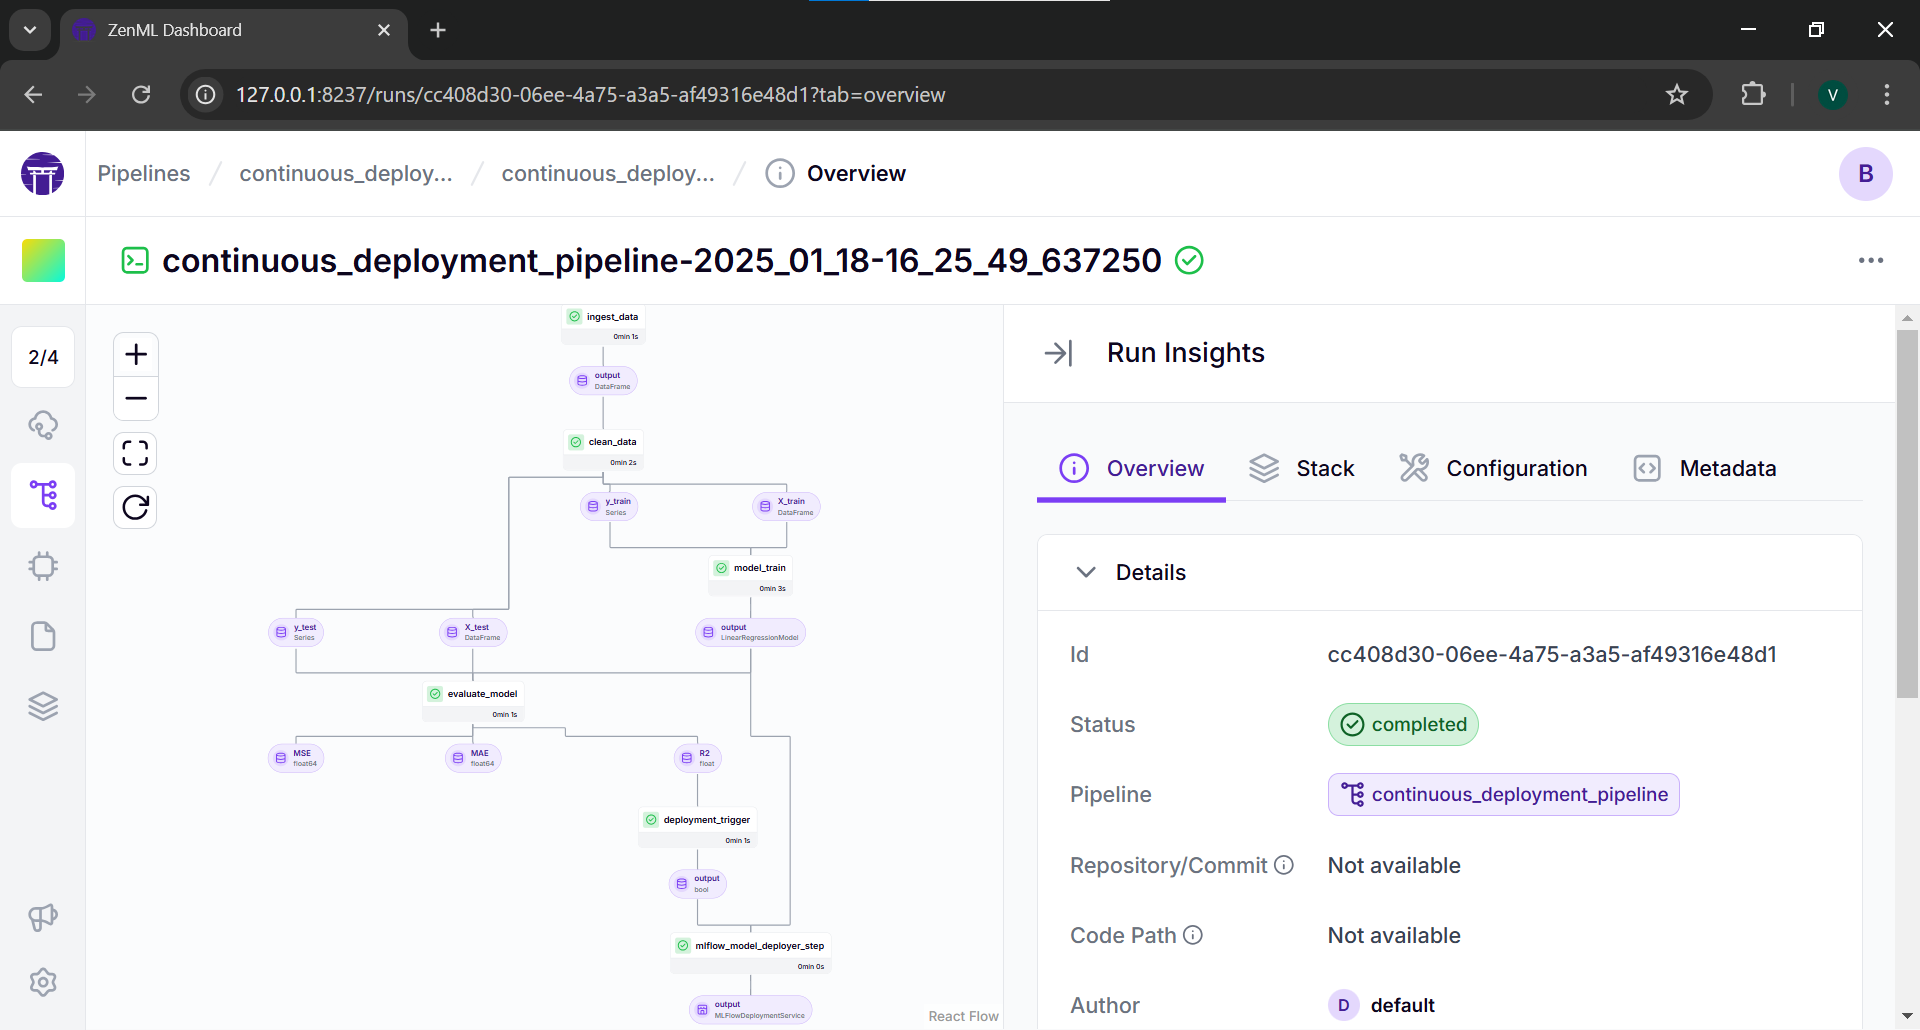 ZenML Dashboard
127.0.0.1:8237/runs/cc408d30-06ee-4a75-a3a5-af49316e48d1?tab=overview
V
Pipelines / continuous_deploy... / continuous_deploy... / Overview
B
continuous_deployment_pipeline-2025_01_18-16_25_49_637250
2/4
ingest_data
0min 1s
output
DataFrame
clean_data
0min 2s
y_train
Series
X_train
DataFrame
model_train
0min 3s
y_test
Series
X_test
DataFrame
output
LinearRegressionModel
evaluate_model
0min 1s
MSE
float64
MAE
float64
R2
float
deployment_trigger
0min 1s
output
bool
mlflow_model_deployer_step
0min 0s
output
MLFlowDeploymentService
React Flow
Run Insights
Overview
Stack
Configuration
Metadata
Details
Id cc408d30-06ee-4a75-a3a5-af49316e48d1
Status completed
Pipeline continuous_deployment_pipeline
Repository/Commit Not available
Code Path Not available
Author D default